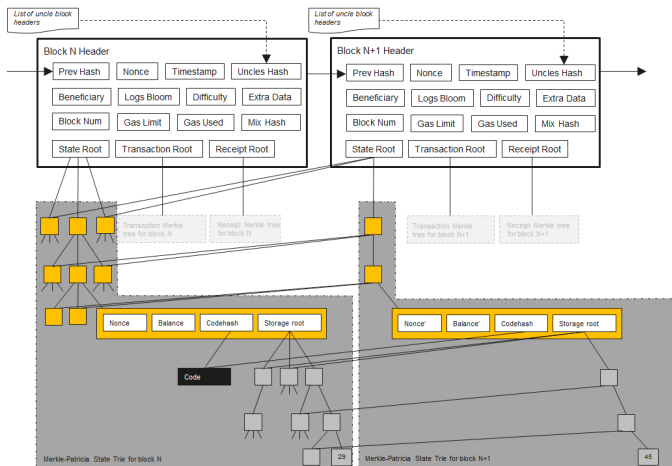 List of uncle block
headers
List of uncle block
headers
Block N Header
Block N+1 Header
Prev Hash
Nonce
Timestamp
Uncles Hash
Prev Hash
Nonce
Timestamp
Uncles Hash
Beneficiary
Logs Bloom
Difficulty
Extra Data
Beneficiary
Logs Bloom
Difficulty
Extra Data
Block Num
Gas Limit
Gas Used
Mix Hash
Block Num
Gas Limit
Gas Used
Mix Hash
State Root
Transaction Root
Receipt Root
State Root
Transaction Root
Receipt Root
Transaction Merkle
tree for block N
Receipt Merkle tree
for block N
Transaction Merkle
tree for block N+1
Receipt Merkle tree
for block N+1
Nonce
Balance
Codehash
Storage root
Nonce'
Balance'
Codehash
Storage root'
Code
Merkle-Patricia State Trie for block N
29
Merkle-Patricia State Trie for block N+1
45